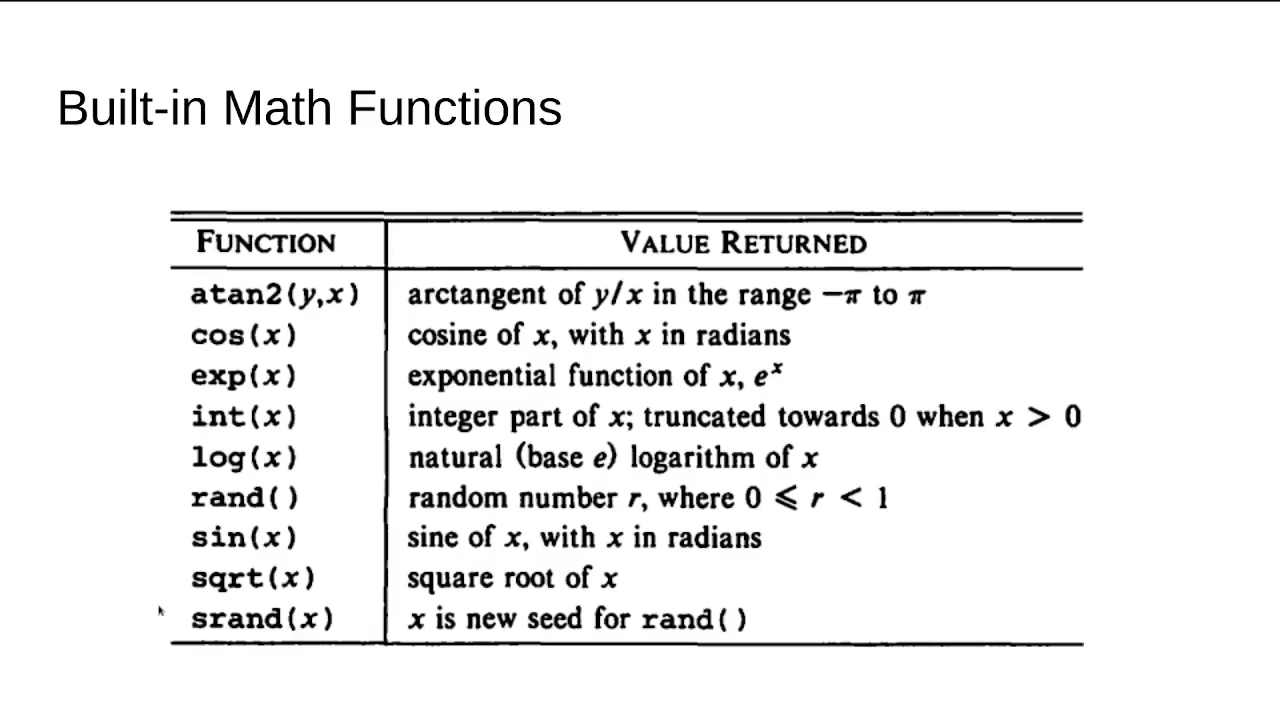 Built-in Math Functions
FUNCTION VALUE RETURNED
atan2(y,x) arctangent of y/x in the range −π to π
cos(x) cosine of x, with x in radians
exp(x) exponential function of x, eˣ
int(x) integer part of x; truncated towards 0 when x > 0
log(x) natural (base e) logarithm of x
rand() random number r, where 0 ⩽ r < 1
sin(x) sine of x, with x in radians
sqrt(x) square root of x
srand(x) x is new seed for rand()